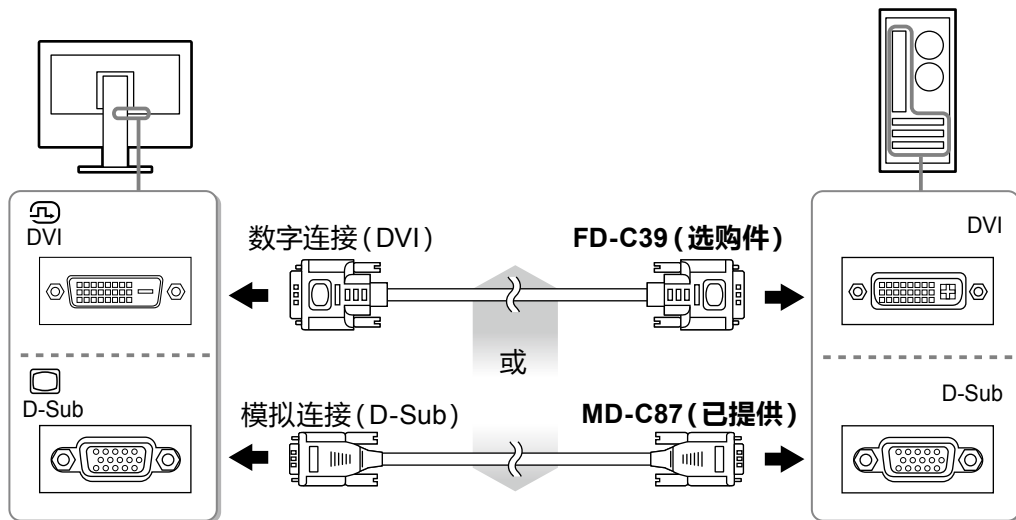 DVI
数字连接(DVI)
FD-C39(选购件)
DVI
或
D-Sub
模拟连接(D-Sub)
MD-C87(已提供)
D-Sub